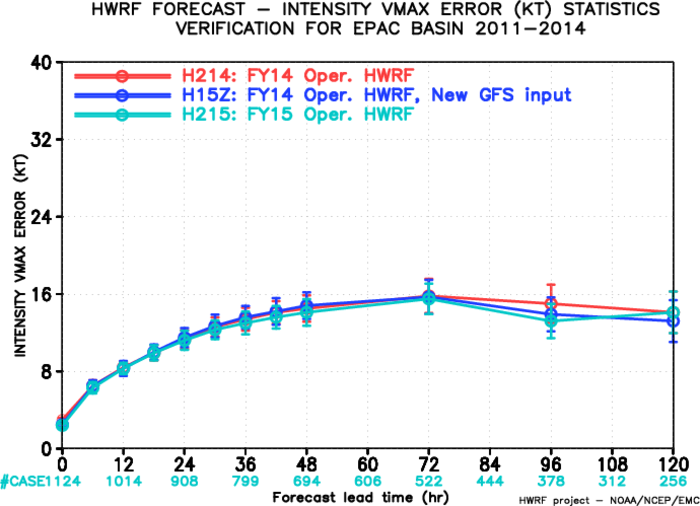 HWRF FORECAST – INTENSITY VMAX ERROR (KT) STATISTICS
VERIFICATION FOR EPAC BASIN 2011–2014
H214: FY14 Oper. HWRF
H15Z: FY14 Oper. HWRF, New GFS input
H215: FY15 Oper. HWRF
INTENSITY VMAX ERROR (KT)
40
32
24
16
8
0
0 12 24 36 48 60 72 84 96 108 120
#CASE1124 1014 908 799 694 606 522 444 378 312 256
Forecast lead time (hr)
HWRF project – NOAA/NCEP/EMC